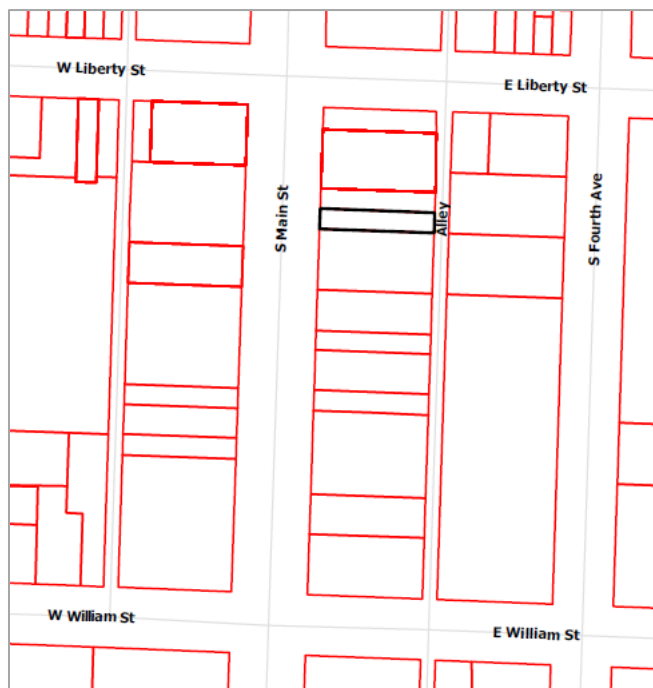 W Liberty St
E Liberty St
S Main St
Alley
S Fourth Ave
W William St
E William St